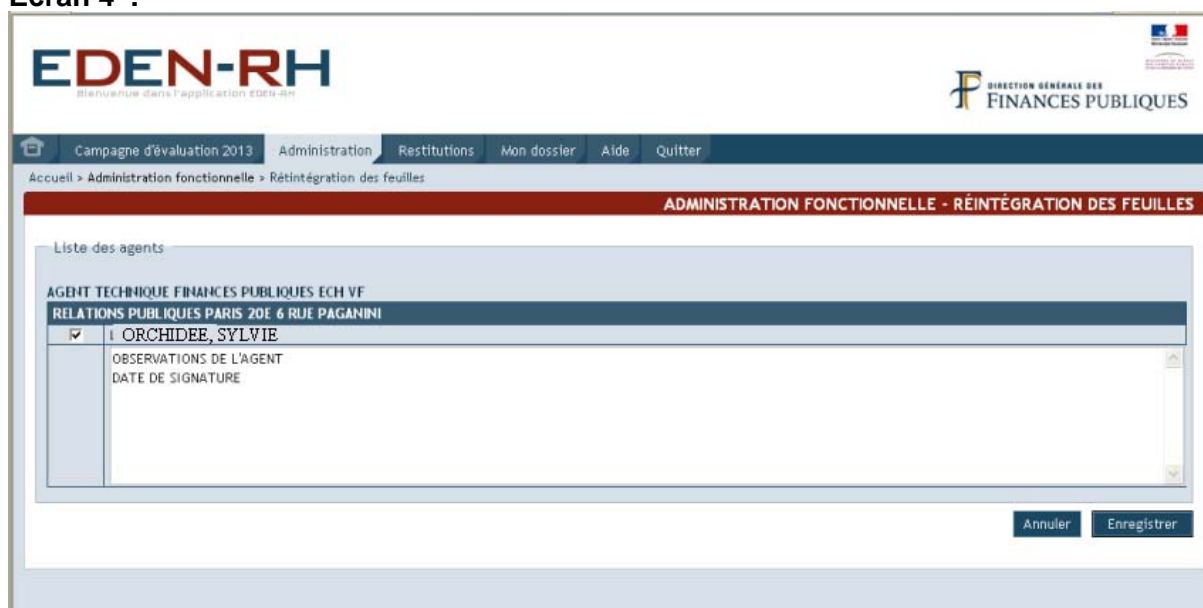 Ecran 4 :
EDEN-RH
Bienvenue dans l'application EDEN-RH
DIRECTION GÉNÉRALE DES
FINANCES PUBLIQUES
Campagne d'évaluation 2013 Administration Restitutions Mon dossier Aide Quitter
Accueil > Administration fonctionnelle > Rétintégration des feuilles
ADMINISTRATION FONCTIONNELLE - RÉINTÉGRATION DES FEUILLES
Liste des agents
AGENT TECHNIQUE FINANCES PUBLIQUES ECH VF
RELATIONS PUBLIQUES PARIS 20E 6 RUE PAGANINI
ORCHIDEE, SYLVIE
OBSERVATIONS DE L'AGENT
DATE DE SIGNATURE
Annuler Enregistrer